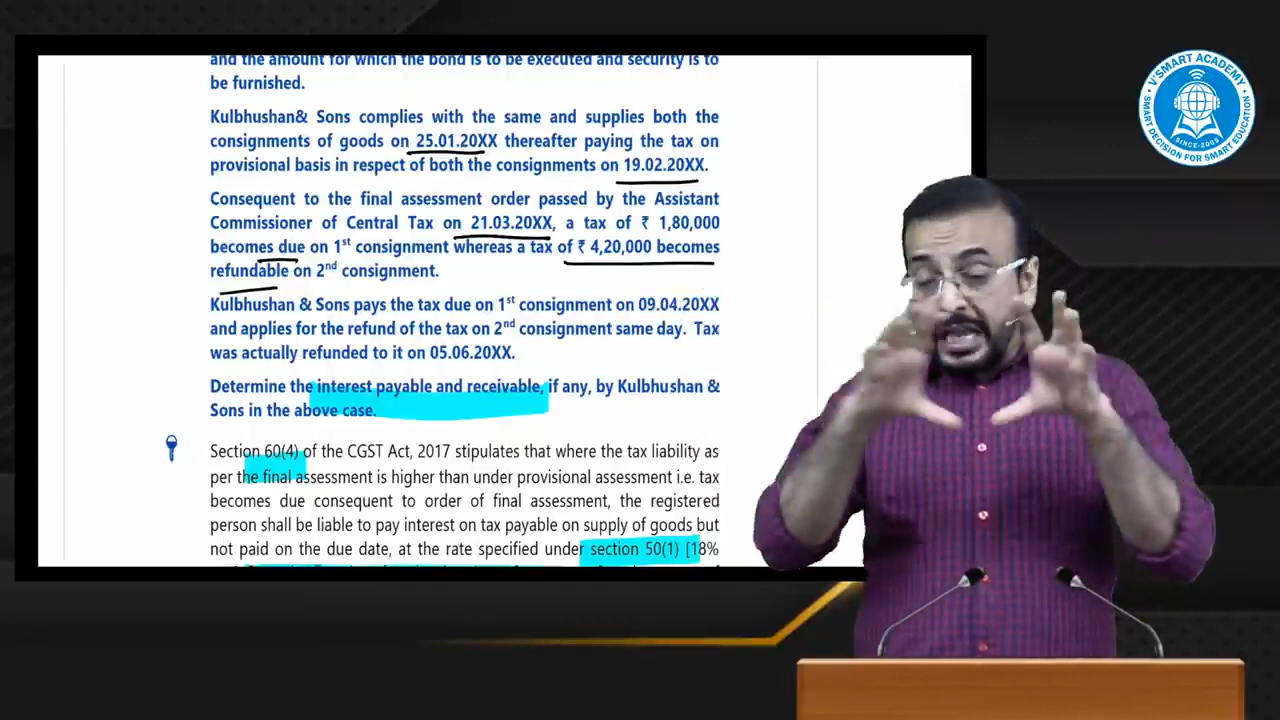 and the amount for which the bond is to be executed and security is to
be furnished.
Kulbhushan& Sons complies with the same and supplies both the
consignments of goods on 25.01.20XX thereafter paying the tax on
provisional basis in respect of both the consignments on 19.02.20XX.
Consequent to the final assessment order passed by the Assistant
Commissioner of Central Tax on 21.03.20XX, a tax of ₹ 1,80,000
becomes due on 1st consignment whereas a tax of ₹ 4,20,000 becomes
refundable on 2nd consignment.
Kulbhushan & Sons pays the tax due on 1st consignment on 09.04.20XX
and applies for the refund of the tax on 2nd consignment same day. Tax
was actually refunded to it on 05.06.20XX.
Determine the interest payable and receivable, if any, by Kulbhushan &
Sons in the above case.
Section 60(4) of the CGST Act, 2017 stipulates that where the tax liability as
per the final assessment is higher than under provisional assessment i.e. tax
becomes due consequent to order of final assessment, the registered
person shall be liable to pay interest on tax payable on supply of goods but
not paid on the due date, at the rate specified under section 50(1) [18%
V'SMART ACADEMY
SINCE-2003
SMART DECISION FOR SMART EDUCATION